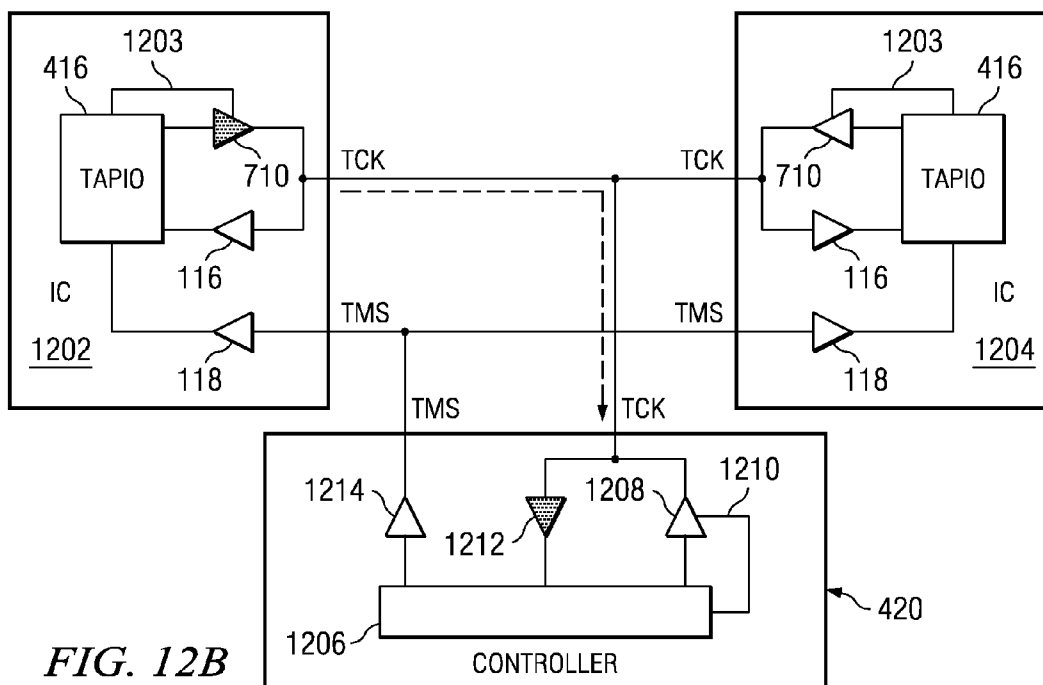 1203
416
TAPIO
710
116
IC
1202
118
TCK
TCK
TMS
TMS
1203
416
710
TAPIO
116
IC
1204
118
TMS
TCK
1214
1212
1208
1210
1206
CONTROLLER
420
FIG. 12B